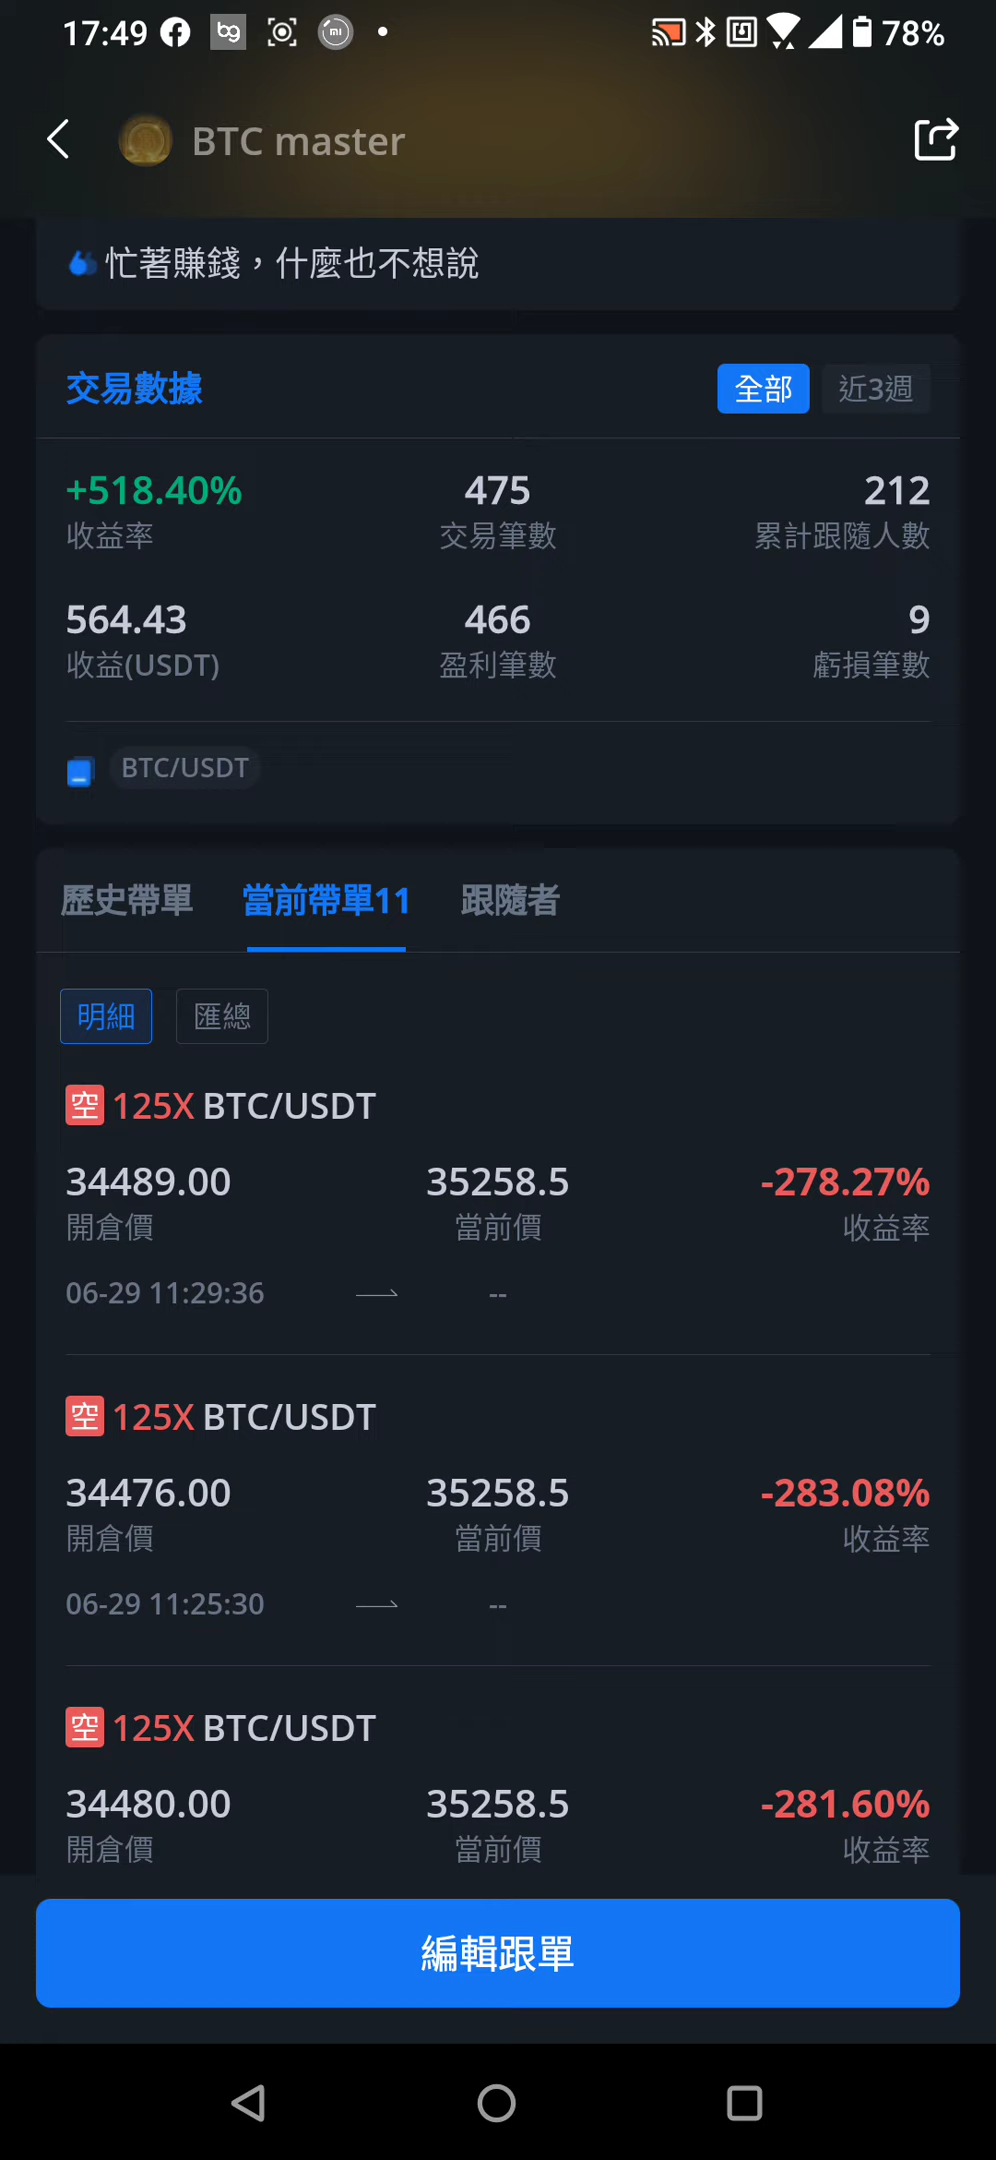 17:49
78%
BTC master
忙著賺錢，什麼也不想說
交易數據 全部 近3週
+518.40% 475 212
收益率 交易筆數 累計跟隨人數
564.43 466 9
收益(USDT) 盈利筆數 虧損筆數
BTC/USDT
歷史帶單 當前帶單11 跟隨者
明細 匯總
空 125X BTC/USDT
34489.00 35258.5 -278.27%
開倉價 當前價 收益率
06-29 11:29:36 --
空 125X BTC/USDT
34476.00 35258.5 -283.08%
開倉價 當前價 收益率
06-29 11:25:30 --
空 125X BTC/USDT
34480.00 35258.5 -281.60%
開倉價 當前價 收益率
編輯跟單